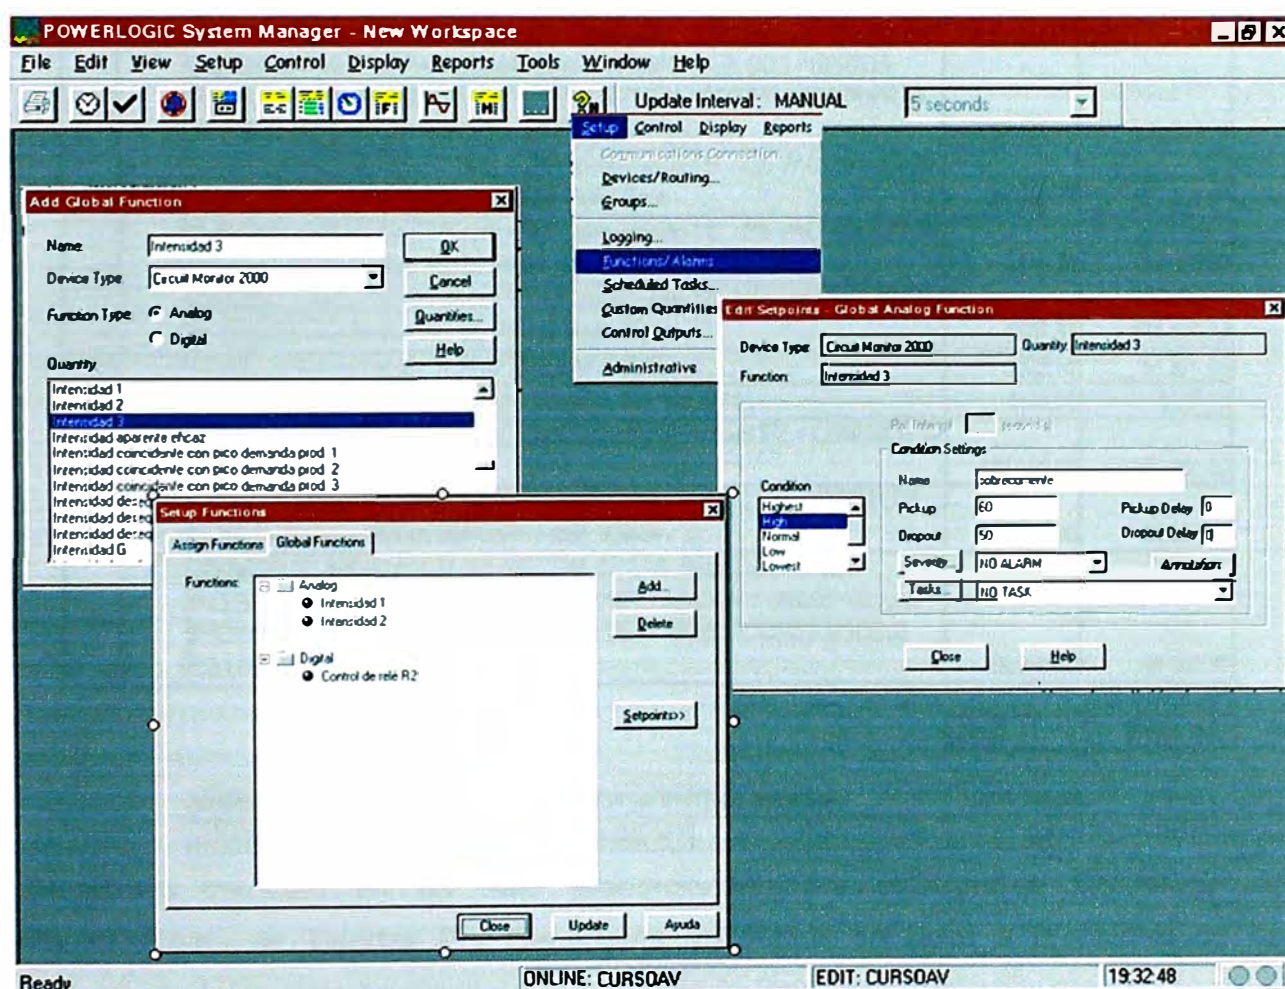 POWERLOGIC System Manager - New Workspace
File Edit View Setup Control Display Reports Tools Window Help
Update Interval: MANUAL 5 seconds
Setup Control Display Reports
Communications Connection...
Devices/Routing...
Groups...
Logging...
Functions/Alarms
Scheduled Tasks...
Custom Quantities
Control Outputs...
Administrative
Add Global Function
Name Intensidad 3 OK
Device Type Circuit Monitor 2000 Cancel
Function Type Analog Quantities...
Digital
Help
Quantity
Intensidad 1
Intensidad 2
Intensidad 3
Intensidad aparente eficaz
Intensidad coincidente con pico demanda prod. 1
Intensidad coincidente con pico demanda prod. 2
Intensidad coincidente con pico demanda prod. 3
Intensidad deseq
Intensidad deseq
Intensidad deseq
Intensidad G
Edit Setpoints - Global Analog Function
Device Type: Circuit Monitor 2000 Quantity: Intensidad 3
Function: Intensidad 3
Condition Settings
Condition
Highest
High
Normal
Low
Lowest
Name sobrecorriente
Pickup 60 Pickup Delay 0
Dropout 50 Dropout Delay 0
Severity... NO ALARM Annotation
Tasks... NO TASK
Close Help
Setup Functions
Assign Functions Global Functions
Functions: Analog
Intensidad 1
Intensidad 2
Digital
Control de relé R2
Add...
Delete
Setpoints>>
Close Update Ayuda
Ready ONLINE: CURSOAV EDIT: CURSOAV 19:32:48